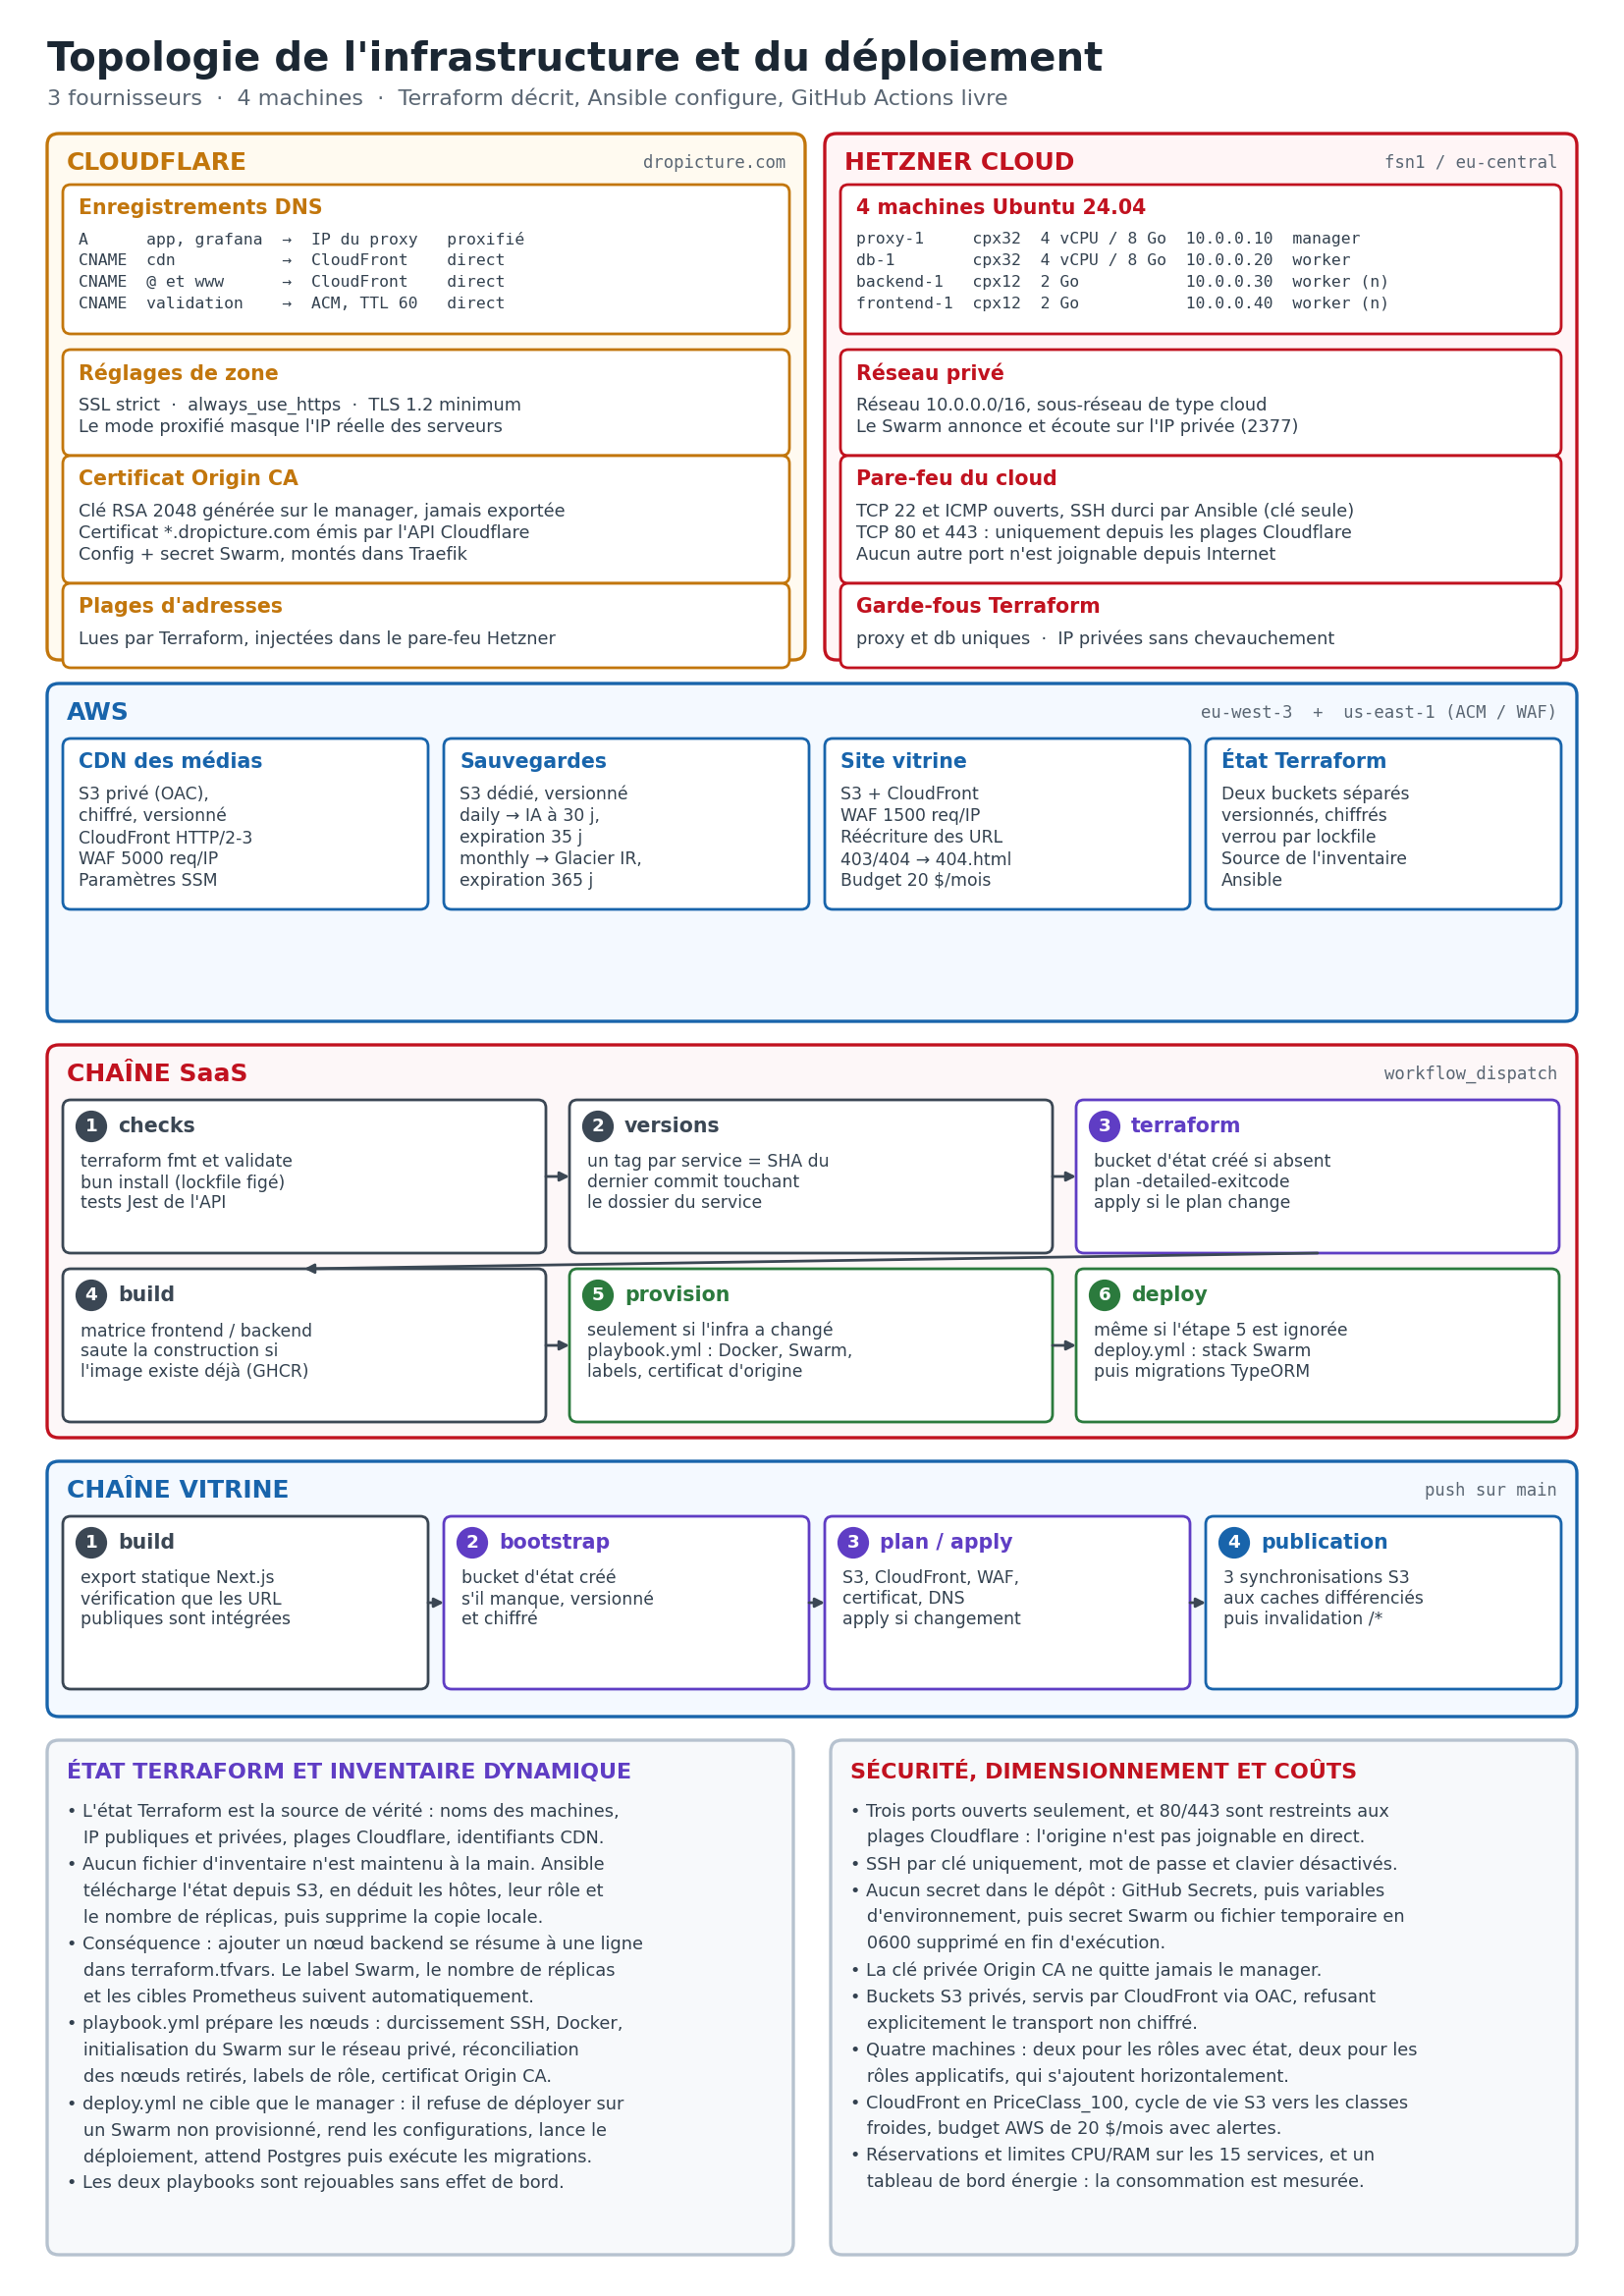 Topologie de l'infrastructure et du déploiement
3 fournisseurs · 4 machines · Terraform décrit, Ansible configure, GitHub Actions livre
CLOUDFLARE dropicture.com
Enregistrements DNS
A app, grafana → IP du proxy proxifié
CNAME cdn → CloudFront direct
CNAME @ et www → CloudFront direct
CNAME validation → ACM, TTL 60 direct
Réglages de zone
SSL strict · always_use_https · TLS 1.2 minimum
Le mode proxifié masque l'IP réelle des serveurs
Certificat Origin CA
Clé RSA 2048 générée sur le manager, jamais exportée
Certificat *.dropicture.com émis par l'API Cloudflare
Config + secret Swarm, montés dans Traefik
Plages d'adresses
Lues par Terraform, injectées dans le pare-feu Hetzner
HETZNER CLOUD fsn1 / eu-central
4 machines Ubuntu 24.04
proxy-1 cpx32 4 vCPU / 8 Go 10.0.0.10 manager
db-1 cpx32 4 vCPU / 8 Go 10.0.0.20 worker
backend-1 cpx12 2 Go 10.0.0.30 worker (n)
frontend-1 cpx12 2 Go 10.0.0.40 worker (n)
Réseau privé
Réseau 10.0.0.0/16, sous-réseau de type cloud
Le Swarm annonce et écoute sur l'IP privée (2377)
Pare-feu du cloud
TCP 22 et ICMP ouverts, SSH durci par Ansible (clé seule)
TCP 80 et 443 : uniquement depuis les plages Cloudflare
Aucun autre port n'est joignable depuis Internet
Garde-fous Terraform
proxy et db uniques · IP privées sans chevauchement
AWS eu-west-3 + us-east-1 (ACM / WAF)
CDN des médias
S3 privé (OAC),
chiffré, versionné
CloudFront HTTP/2-3
WAF 5000 req/IP
Paramètres SSM
Sauvegardes
S3 dédié, versionné
daily → IA à 30 j,
expiration 35 j
monthly → Glacier IR,
expiration 365 j
Site vitrine
S3 + CloudFront
WAF 1500 req/IP
Réécriture des URL
403/404 → 404.html
Budget 20 $/mois
État Terraform
Deux buckets séparés
versionnés, chiffrés
verrou par lockfile
Source de l'inventaire
Ansible
CHAÎNE SaaS workflow_dispatch
1 checks
terraform fmt et validate
bun install (lockfile figé)
tests Jest de l'API
2 versions
un tag par service = SHA du
dernier commit touchant
le dossier du service
3 terraform
bucket d'état créé si absent
plan -detailed-exitcode
apply si le plan change
4 build
matrice frontend / backend
saute la construction si
l'image existe déjà (GHCR)
5 provision
seulement si l'infra a changé
playbook.yml : Docker, Swarm,
labels, certificat d'origine
6 deploy
même si l'étape 5 est ignorée
deploy.yml : stack Swarm
puis migrations TypeORM
CHAÎNE VITRINE push sur main
1 build
export statique Next.js
vérification que les URL
publiques sont intégrées
2 bootstrap
bucket d'état créé
s'il manque, versionné
et chiffré
3 plan / apply
S3, CloudFront, WAF,
certificat, DNS
apply si changement
4 publication
3 synchronisations S3
aux caches différenciés
puis invalidation /*
ÉTAT TERRAFORM ET INVENTAIRE DYNAMIQUE
• L'état Terraform est la source de vérité : noms des machines,
IP publiques et privées, plages Cloudflare, identifiants CDN.
• Aucun fichier d'inventaire n'est maintenu à la main. Ansible
télécharge l'état depuis S3, en déduit les hôtes, leur rôle et
le nombre de réplicas, puis supprime la copie locale.
• Conséquence : ajouter un nœud backend se résume à une ligne
dans terraform.tfvars. Le label Swarm, le nombre de réplicas
et les cibles Prometheus suivent automatiquement.
• playbook.yml prépare les nœuds : durcissement SSH, Docker,
initialisation du Swarm sur le réseau privé, réconciliation
des nœuds retirés, labels de rôle, certificat Origin CA.
• deploy.yml ne cible que le manager : il refuse de déployer sur
un Swarm non provisionné, rend les configurations, lance le
déploiement, attend Postgres puis exécute les migrations.
• Les deux playbooks sont rejouables sans effet de bord.
SÉCURITÉ, DIMENSIONNEMENT ET COÛTS
• Trois ports ouverts seulement, et 80/443 sont restreints aux
plages Cloudflare : l'origine n'est pas joignable en direct.
• SSH par clé uniquement, mot de passe et clavier désactivés.
• Aucun secret dans le dépôt : GitHub Secrets, puis variables
d'environnement, puis secret Swarm ou fichier temporaire en
0600 supprimé en fin d'exécution.
• La clé privée Origin CA ne quitte jamais le manager.
• Buckets S3 privés, servis par CloudFront via OAC, refusant
explicitement le transport non chiffré.
• Quatre machines : deux pour les rôles avec état, deux pour les
rôles applicatifs, qui s'ajoutent horizontalement.
• CloudFront en PriceClass_100, cycle de vie S3 vers les classes
froides, budget AWS de 20 $/mois avec alertes.
• Réservations et limites CPU/RAM sur les 15 services, et un
tableau de bord énergie : la consommation est mesurée.